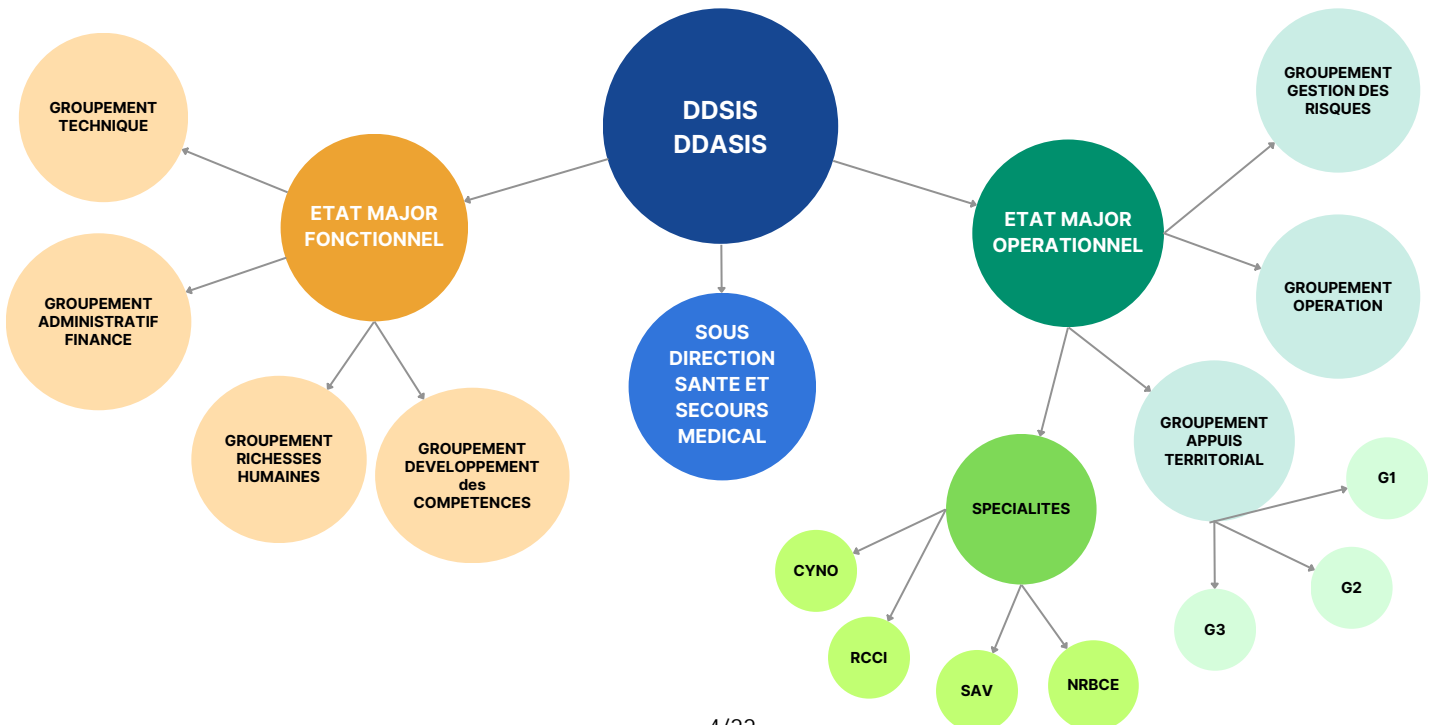 DDSIS
DDASIS
GROUPEMENT
TECHNIQUE
ETAT MAJOR
FONCTIONNEL
GROUPEMENT
ADMINISTRATIF
FINANCE
GROUPEMENT
RICHESSES
HUMAINES
GROUPEMENT
DEVELOPPEMENT
des
COMPETENCES
SOUS
DIRECTION
SANTE ET
SECOURS
MEDICAL
ETAT MAJOR
OPERATIONNEL
GROUPEMENT
GESTION DES
RISQUES
GROUPEMENT
OPERATION
GROUPEMENT
APPUIS
TERRITORIAL
G1
G2
G3
SPECIALITES
CYNO
RCCI
SAV
NRBCE